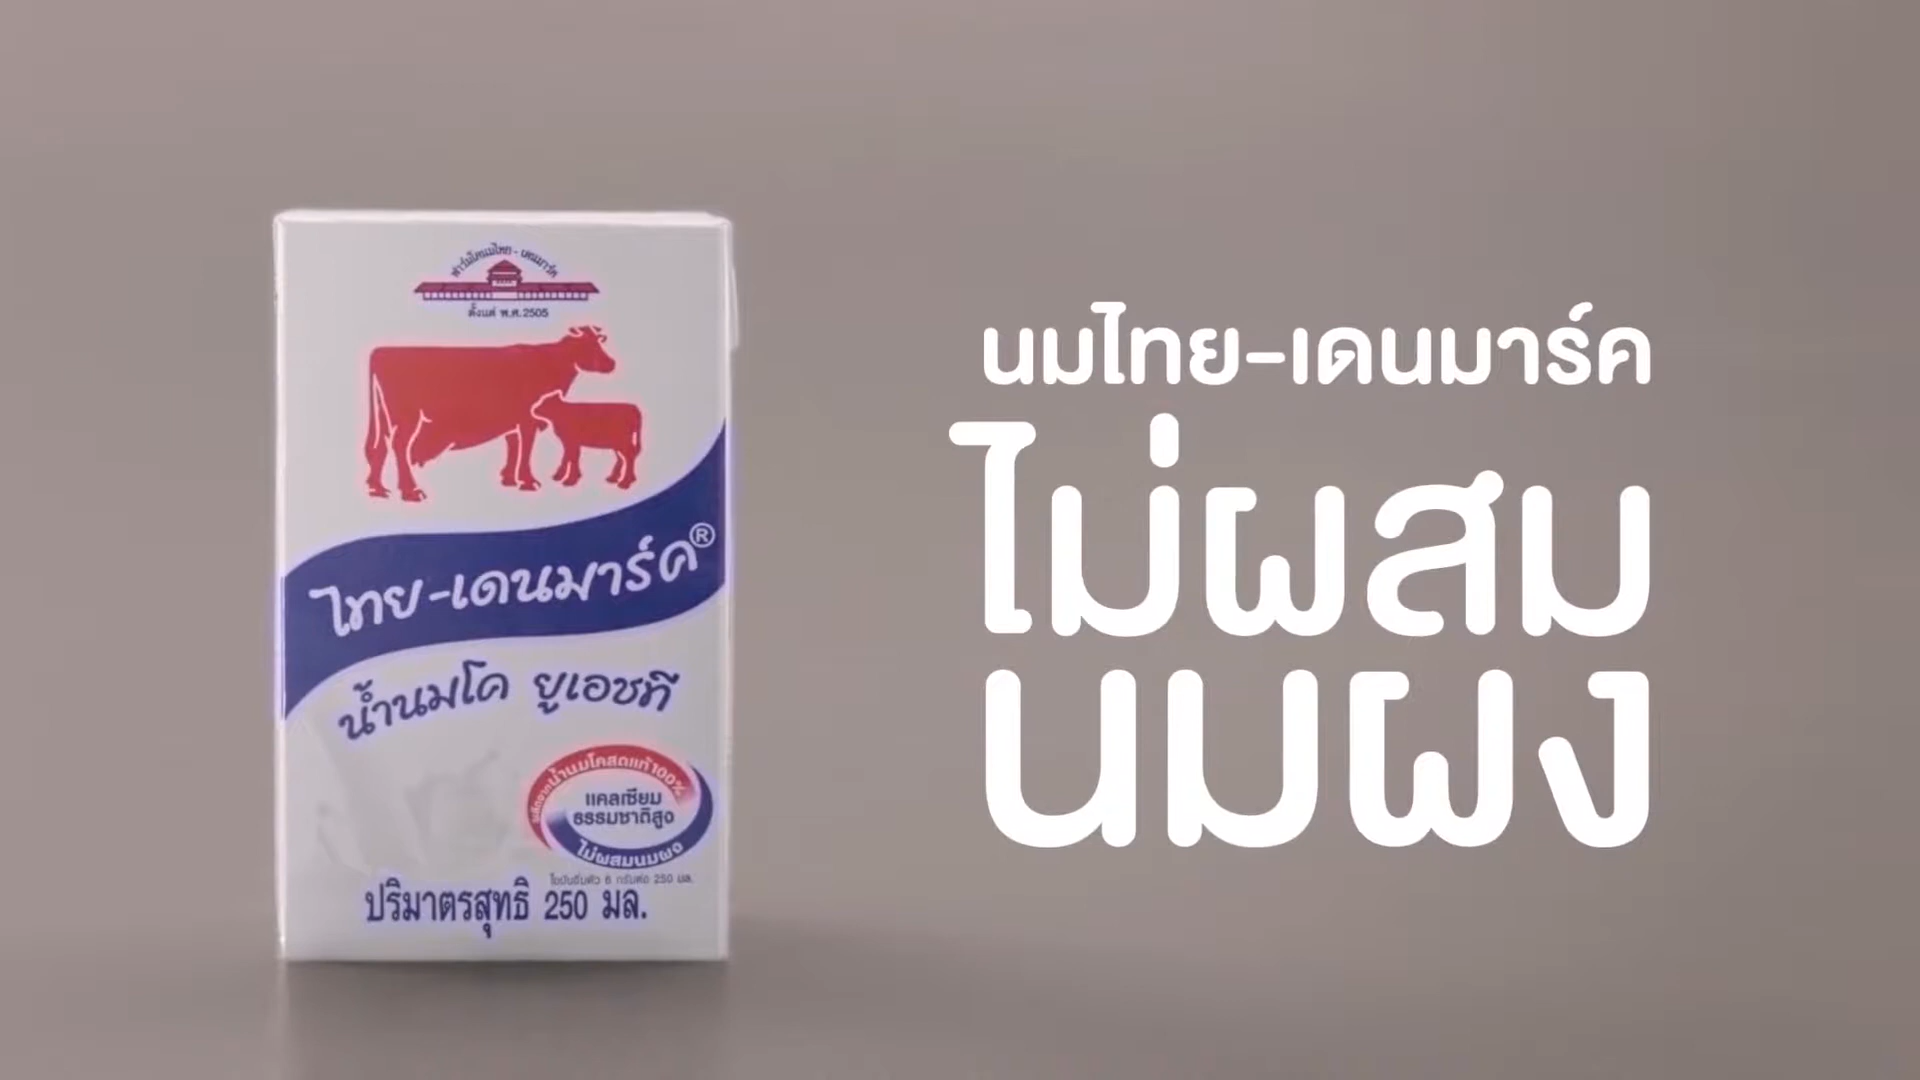 ฟาร์มโคนมไทย - เดนมาร์ค
ตั้งแต่ พ.ศ.2505
ไทย-เดนมาร์ค®
น้ำนมโค ยูเอชที
ผลิตจากน้ำนมโคสดแท้100%
แคลเซียม
ธรรมชาติสูง
ไม่ผสมนมผง
250 มล.
ปริมาตรสุทธิ 250 มล.
นมไทย-เดนมาร์ค
ไม่ผสม
นมผง